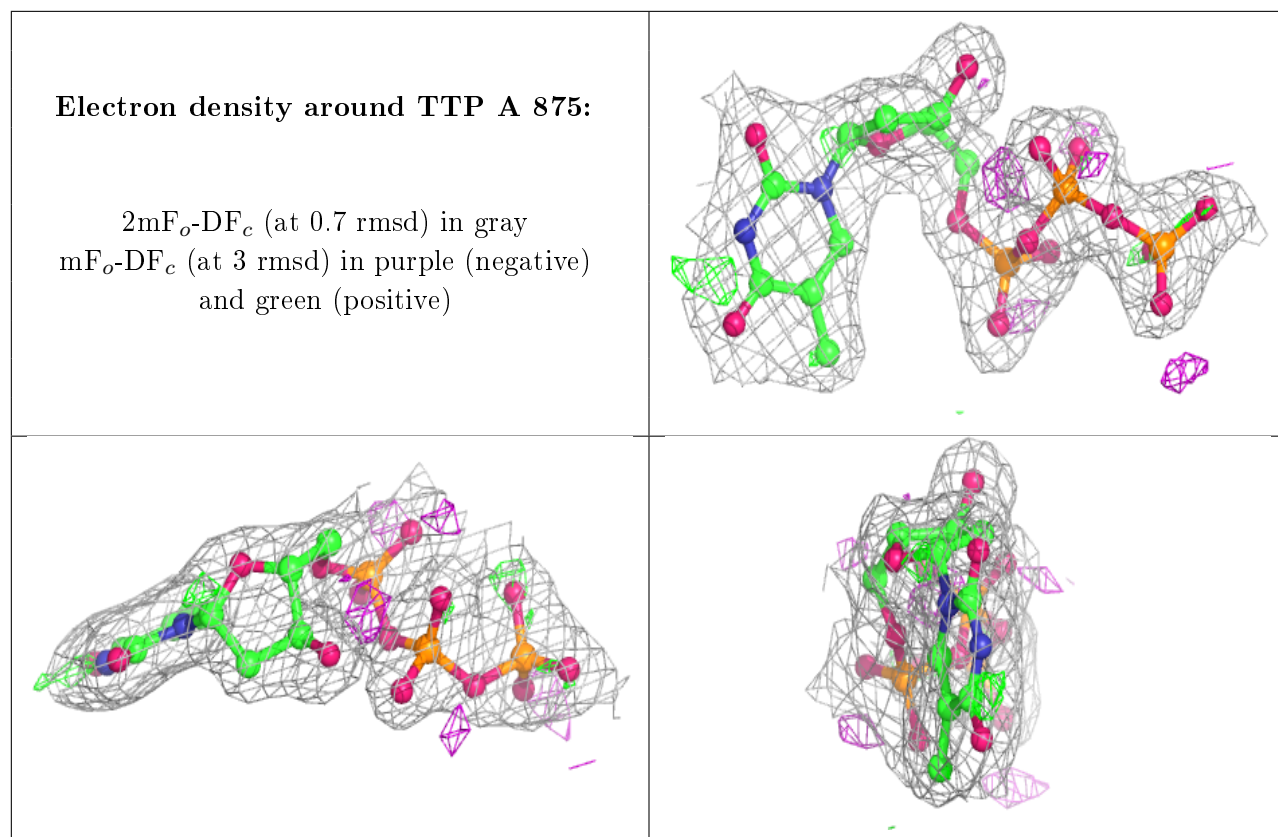 Electron density around TTP A 875:
2mFₒ-DF𝑐 (at 0.7 rmsd) in gray
mFₒ-DF𝑐 (at 3 rmsd) in purple (negative)
and green (positive)